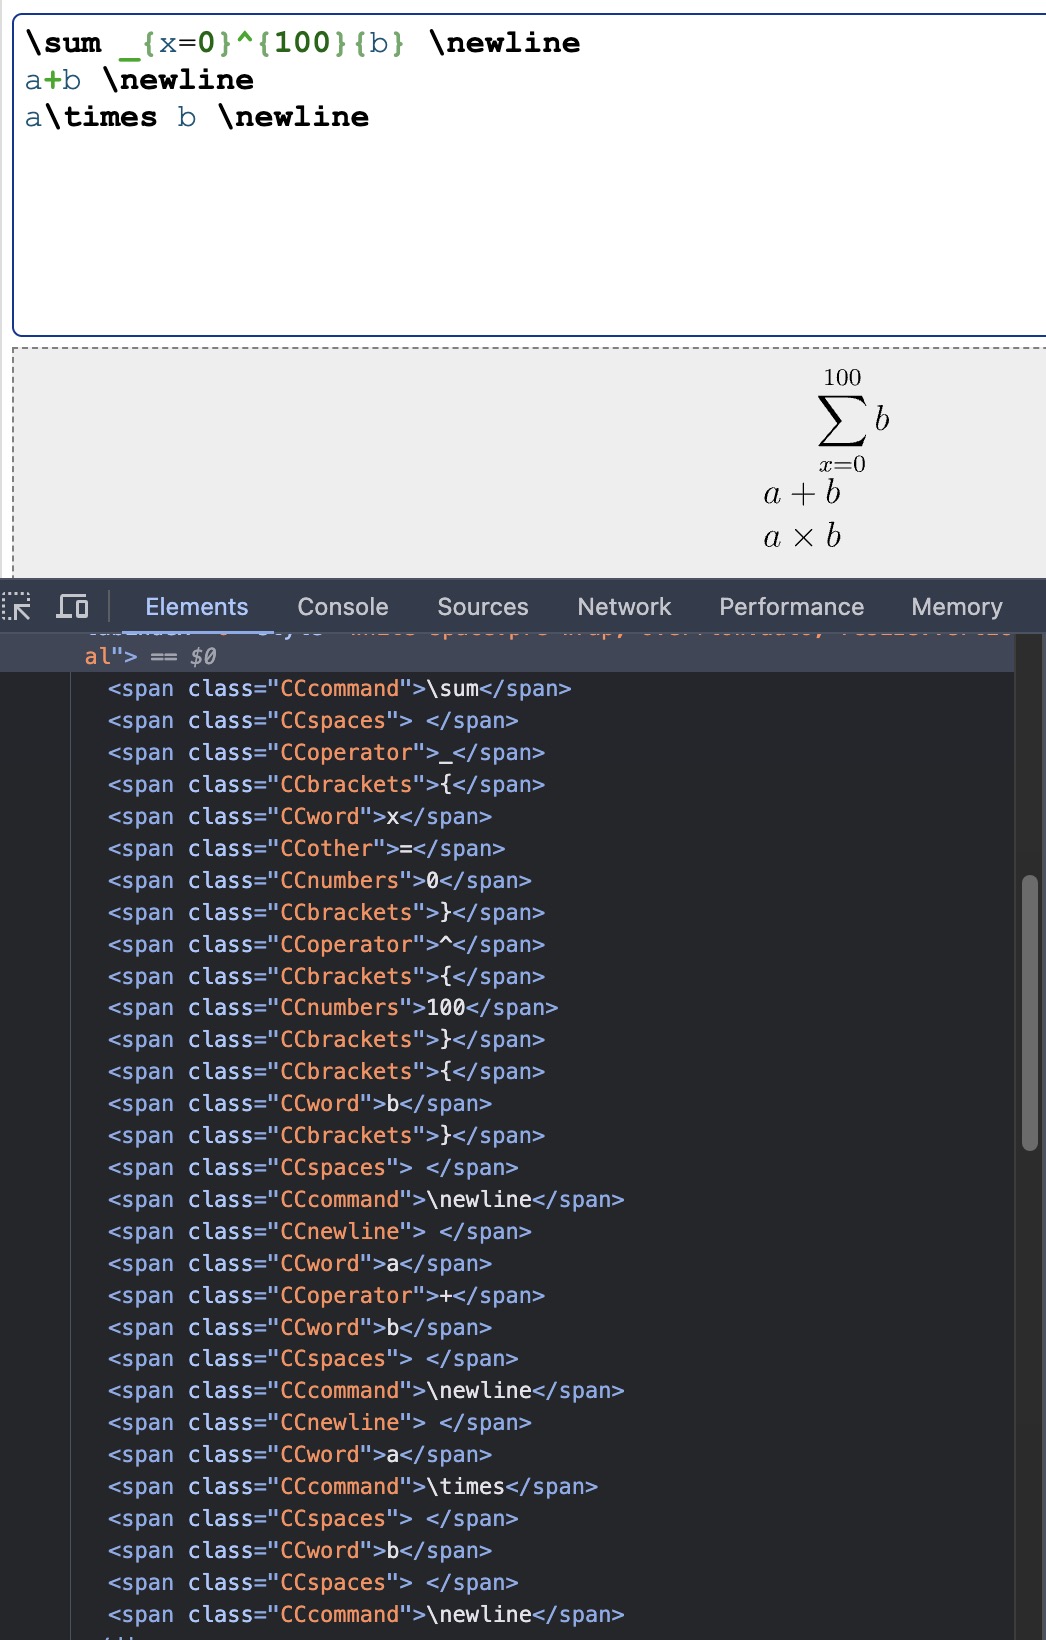 \sum _{x=0}^{100}{b} \newline
a+b \newline
a\times b \newline
100
∑ b
x=0
a + b
a × b
Elements Console Sources Network Performance Memory
al"> == $0
<span class="CCcommand">\sum</span>
<span class="CCspaces"> </span>
<span class="CCoperator">_</span>
<span class="CCbrackets">{</span>
<span class="CCword">x</span>
<span class="CCother">=</span>
<span class="CCnumbers">0</span>
<span class="CCbrackets">}</span>
<span class="CCoperator">^</span>
<span class="CCbrackets">{</span>
<span class="CCnumbers">100</span>
<span class="CCbrackets">}</span>
<span class="CCbrackets">{</span>
<span class="CCword">b</span>
<span class="CCbrackets">}</span>
<span class="CCspaces"> </span>
<span class="CCcommand">\newline</span>
<span class="CCnewline"> </span>
<span class="CCword">a</span>
<span class="CCoperator">+</span>
<span class="CCword">b</span>
<span class="CCspaces"> </span>
<span class="CCcommand">\newline</span>
<span class="CCnewline"> </span>
<span class="CCword">a</span>
<span class="CCcommand">\times</span>
<span class="CCspaces"> </span>
<span class="CCword">b</span>
<span class="CCspaces"> </span>
<span class="CCcommand">\newline</span>